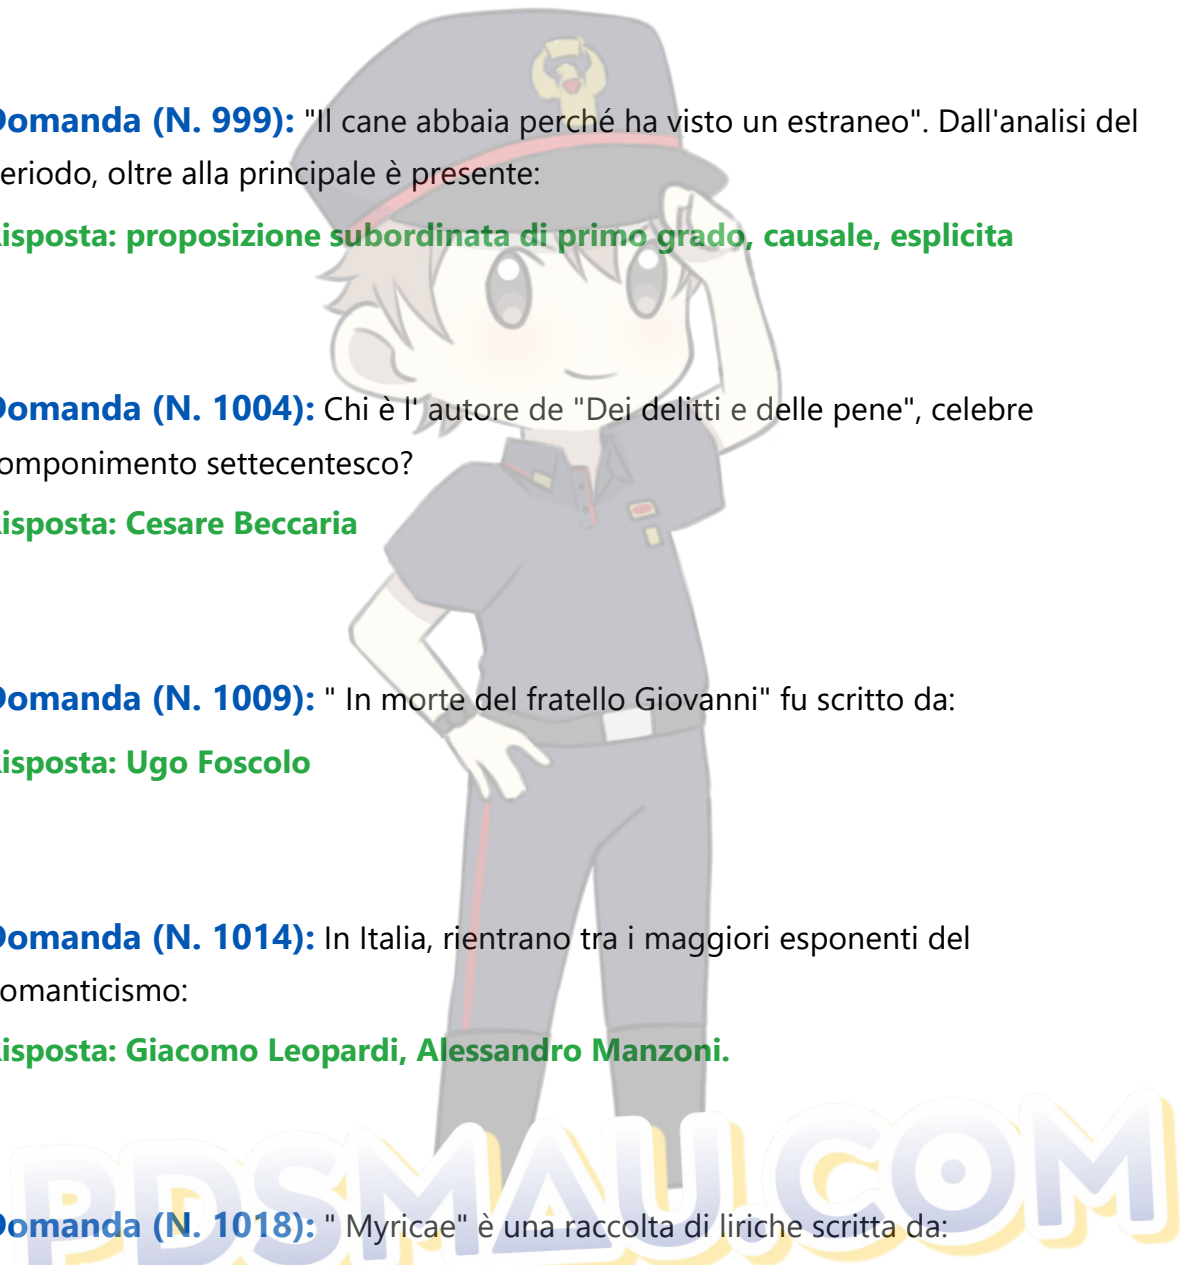 Domanda (N. 999): "Il cane abbaia perché ha visto un estraneo". Dall'analisi del
eriodo, oltre alla principale è presente:
isposta: proposizione subordinata di primo grado, causale, esplicita
Domanda (N. 1004): Chi è l' autore de "Dei delitti e delle pene", celebre
omponimento settecentesco?
isposta: Cesare Beccaria
Domanda (N. 1009): " In morte del fratello Giovanni" fu scritto da:
isposta: Ugo Foscolo
Domanda (N. 1014): In Italia, rientrano tra i maggiori esponenti del
omanticismo:
isposta: Giacomo Leopardi, Alessandro Manzoni.
PDSMAU.COM
Domanda (N. 1018): " Myricae" è una raccolta di liriche scritta da: